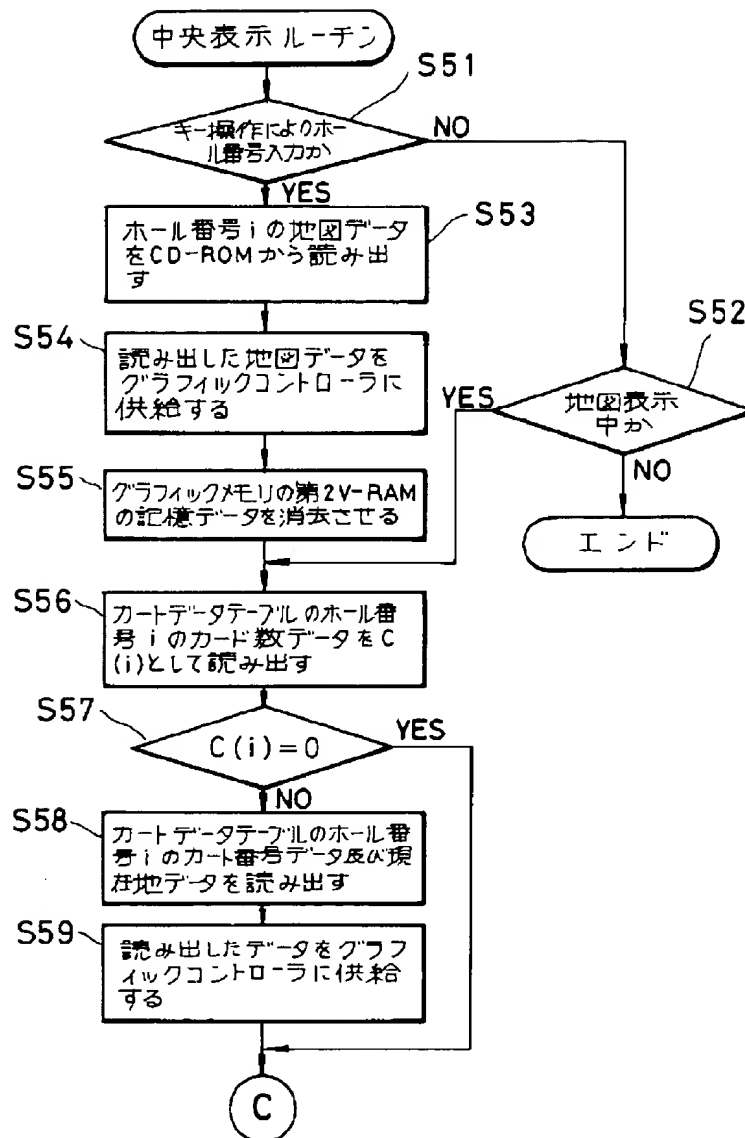 中央表示ルーチン
S51
キー操作によりホー
ル番号入力か
NO
YES
S53
ホール番号iの地図データ
をCD-ROMから読み出
す
S52
S54
読み出した地図データを
グラフィックコントローラに
供給する
地図表示
中か
YES
NO
エンド
S55
グラフィックメモリの第2V-RAM
の記憶データを消去させる
S56
カートデータテーブルのホール番
号iのカード数データをC
(i)として読み出す
S57
C(i)=0
YES
NO
S58
カートデータテーブルのホール番
号iのカート番号データ及び現
在地データを読み出す
S59
読み出したデータをグラフ
ィックコントローラに供給
する
C